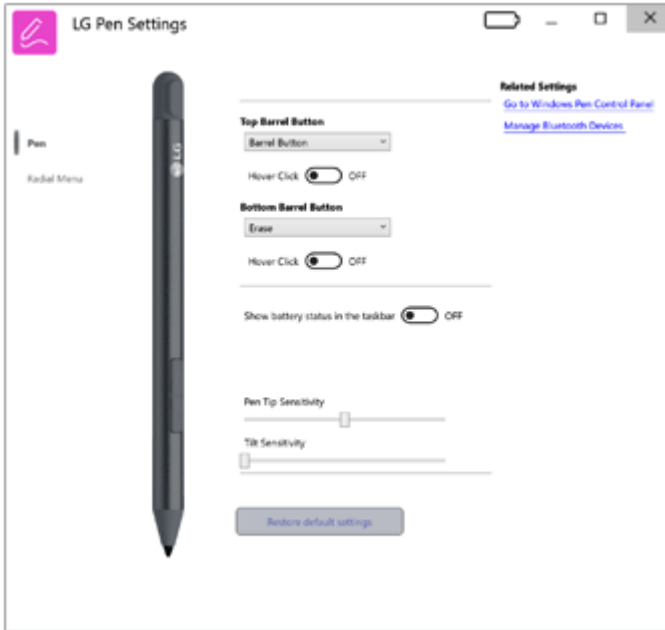 LG Pen Settings
Pen
Radial Menu
LG
Top Barrel Button
Barrel Button
Hover Click OFF
Bottom Barrel Button
Erase
Hover Click OFF
Show battery status in the taskbar OFF
Pen Tip Sensitivity
Tilt Sensitivity
Restore default settings
Related Settings
Go to Windows Pen Control Panel
Manage Bluetooth Devices